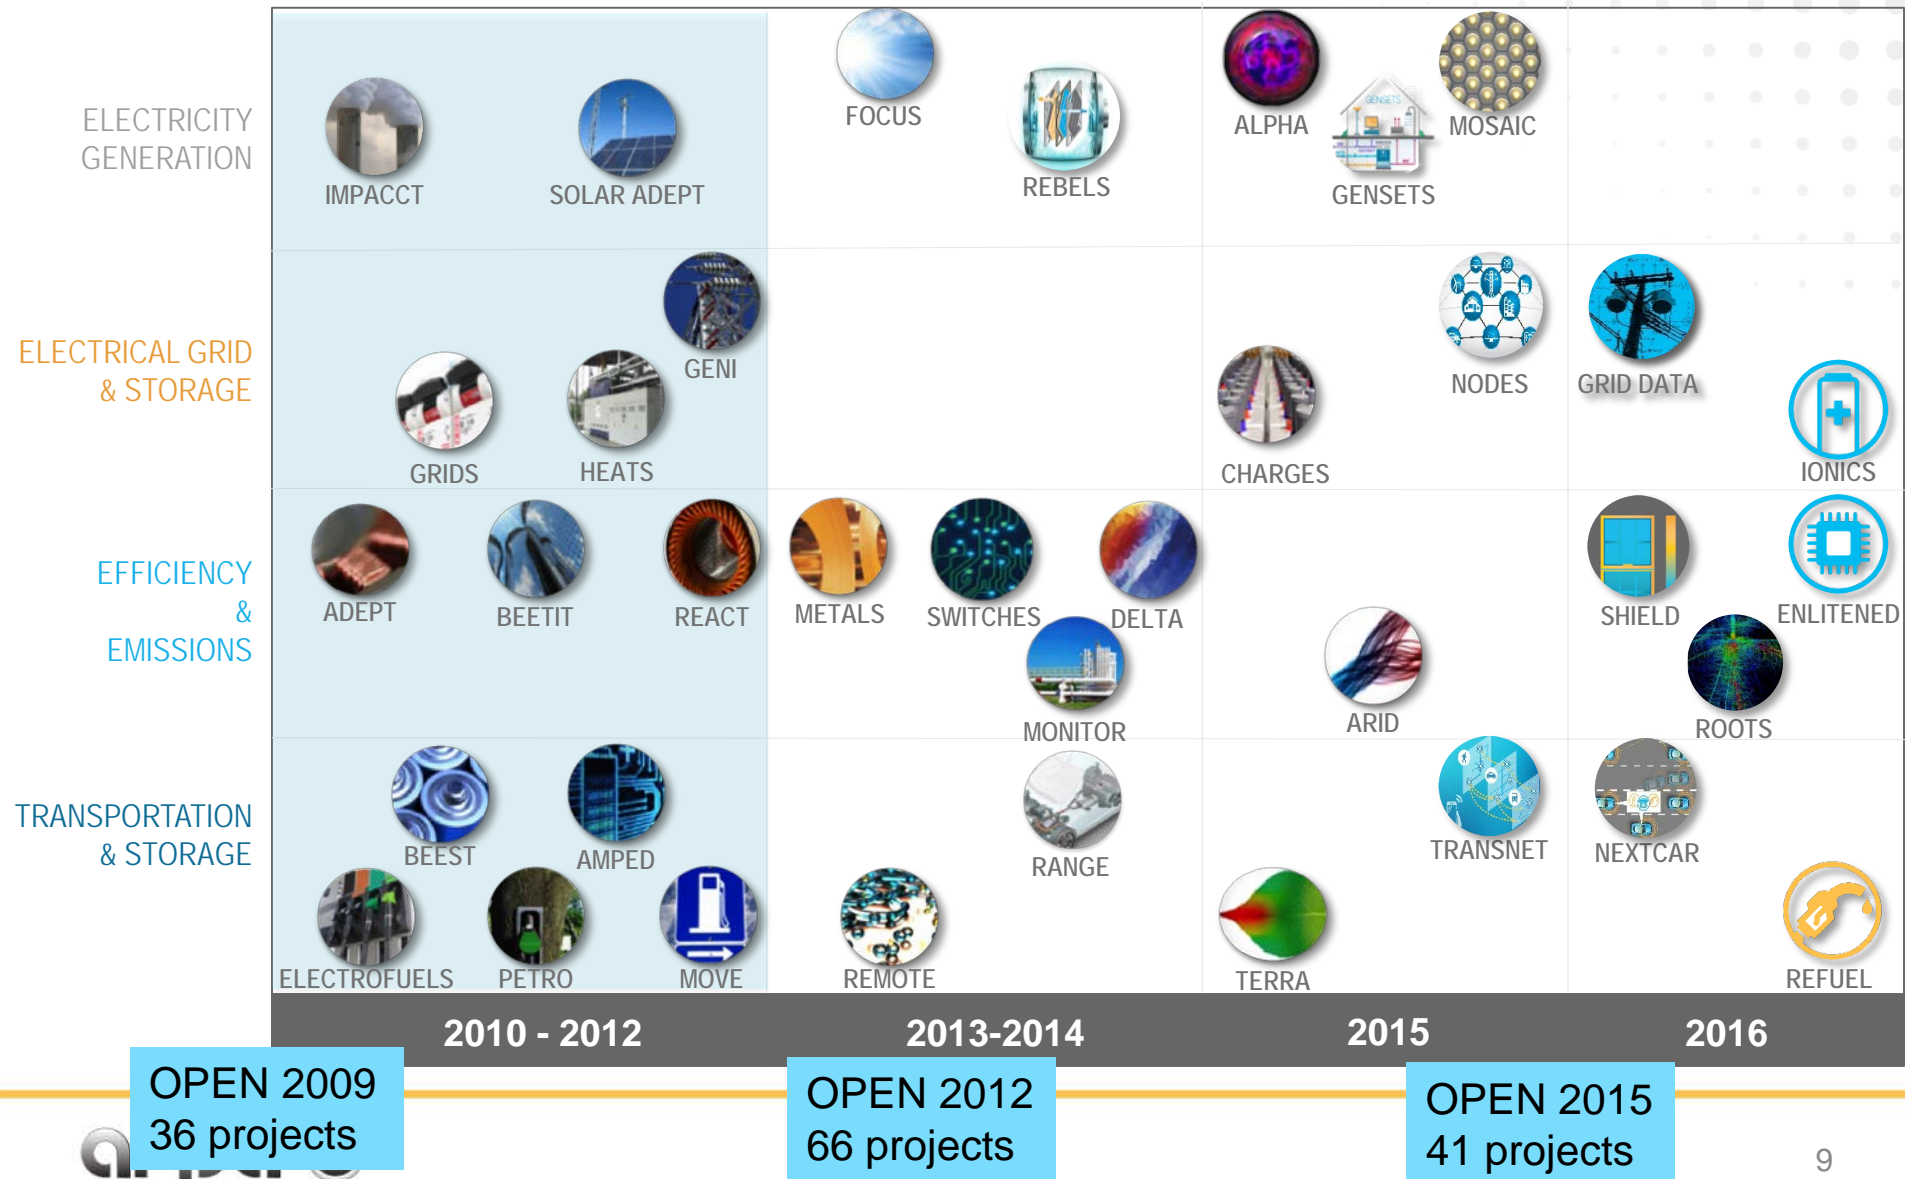 ELECTRICITY
GENERATION
IMPACCT
SOLAR ADEPT
FOCUS
REBELS
ALPHA
GENSETS
GENSETS
MOSAIC
ELECTRICAL GRID
& STORAGE
GRIDS
HEATS
GENI
CHARGES
NODES
GRID DATA
IONICS
EFFICIENCY
&
EMISSIONS
ADEPT
BEETIT
REACT
METALS
SWITCHES
DELTA
MONITOR
ARID
SHIELD
ENLITENED
ROOTS
TRANSPORTATION
& STORAGE
BEEST
AMPED
ELECTROFUELS
PETRO
MOVE
RANGE
REMOTE
TRANSNET
TERRA
NEXTCAR
REFUEL
2010 - 2012
2013-2014
2015
2016
OPEN 2009
36 projects
OPEN 2012
66 projects
OPEN 2015
41 projects
9